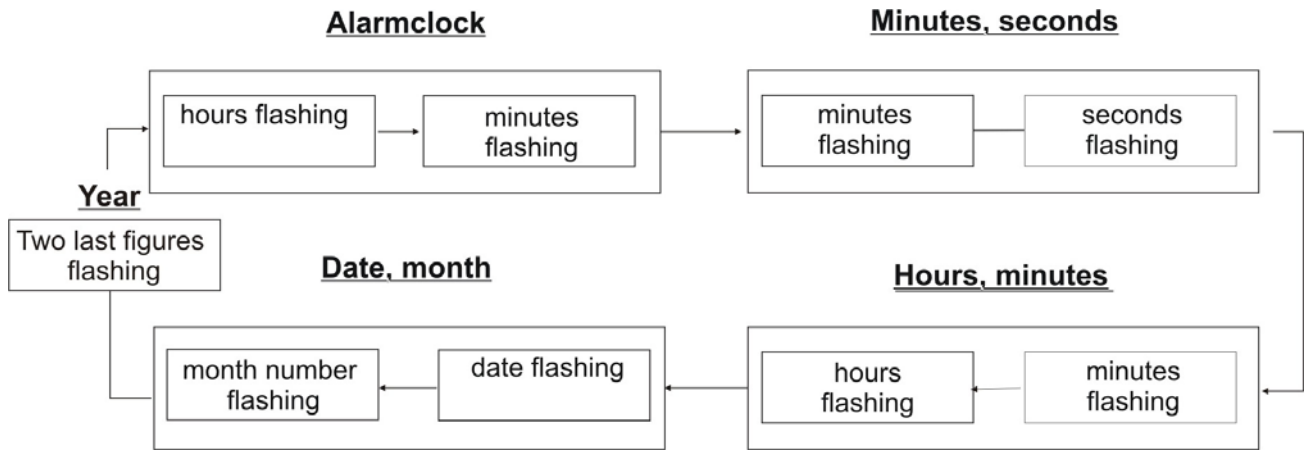 Alarmclock
Minutes, seconds
hours flashing
minutes
flashing
minutes
flashing
seconds
flashing
Year
Two last figures
flashing
Date, month
Hours, minutes
month number
flashing
date flashing
hours
flashing
minutes
flashing